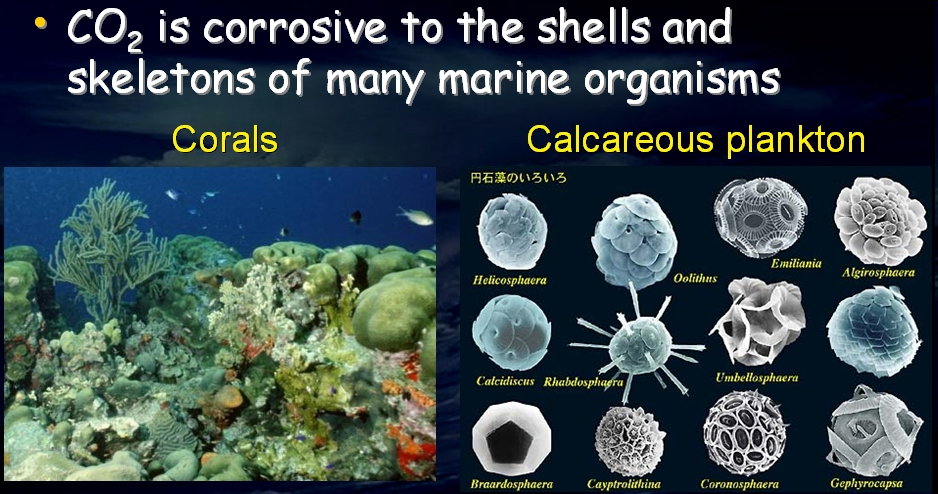 • CO₂ is corrosive to the shells and
skeletons of many marine organisms
Corals
Calcareous plankton
円石藻のいろいろ
Helicosphaera
Oolithus
Emiliania
Algirosphaera
Calcidiscus
Rhabdosphaera
Umbellosphaera
Braardosphaera
Cayptrolithina
Coronosphaera
Gephyrocapsa